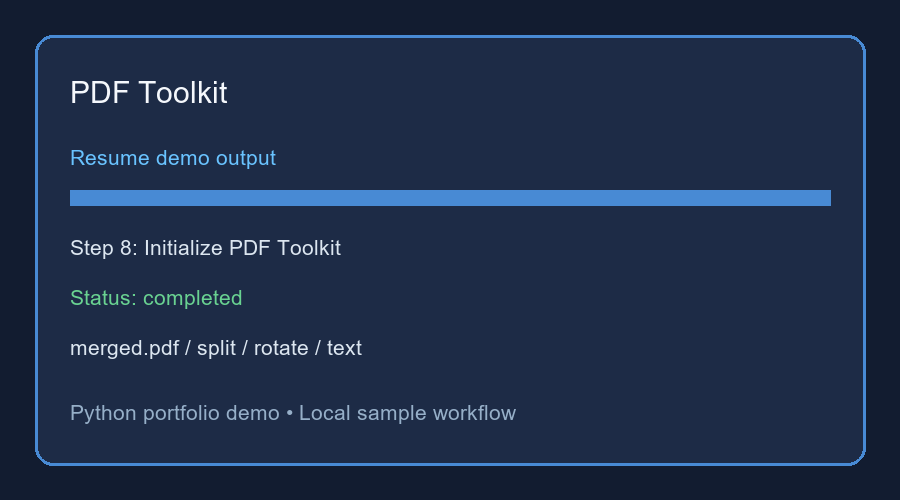 PDF Toolkit
Resume demo output
Step 8: Initialize PDF Toolkit
Status: completed
merged.pdf / split / rotate / text
Python portfolio demo • Local sample workflow